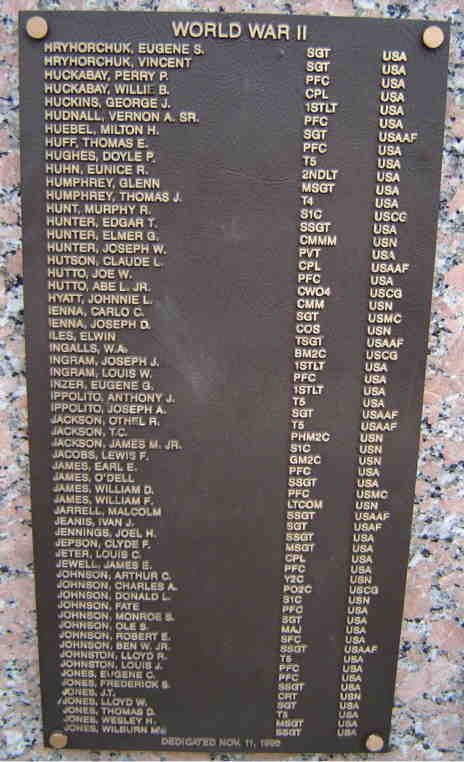 WORLD WAR II
HRYHORCHUK, EUGENE S. SGT USA
HRYHORCHUK, VINCENT SGT USA
HUCKABAY, PERRY P. PFC USA
HUCKABAY, WILLIE B. CPL USA
HUCKINS, GEORGE J. 1STLT USA
HUDNALL, VERNON A. SR. PFC USA
HUEBEL, MILTON H. SGT USAAF
HUFF, THOMAS E. PFC USA
HUGHES, DOYLE P. T5 USA
HUHN, EUNICE R. 2NDLT USA
HUMPHREY, GLENN MSGT USA
HUMPHREY, THOMAS J. T4 USA
HUNT, MURPHY R. S1C USCG
HUNTER, EDGAR T. SSGT USA
HUNTER, ELMER G. CMMM USN
HUNTER, JOSEPH W. PVT USA
HUTSON, CLAUDE L. CPL USAAF
HUTTO, JOE W. PFC USA
HUTTO, ABE L. JR. CWO4 USCG
HYATT, JOHNNIE L. CMM USN
IENNA, CARLO C. SGT USMC
IENNA, JOSEPH D. COS USN
ILES, ELWIN TSGT USAAF
INGALLS, W.A. BM2C USCG
INGRAM, JOSEPH J. 1STLT USA
INGRAM, LOUIS W. PFC USA
INZER, EUGENE G. 1STLT USA
IPPOLITO, ANTHONY J. T5 USA
IPPOLITO, JOSEPH A. SGT USAAF
JACKSON, OTHEL R. T5 USAAF
JACKSON, T.C. PHM2C USN
JACKSON, JAMES M. JR. S1C USN
JACOBS, LEWIS F. GM2C USN
JAMES, EARL E. PFC USA
JAMES, O'DELL SSGT USA
JAMES, WILLIAM D. PFC USMC
JAMES, WILLIAM F. LTCOM USN
JARRELL, MALCOLM SSGT USAAF
JEANIS, IVAN J. SGT USAF
JENNINGS, JOEL H. SSGT USA
JEPSON, CLYDE F. MSGT USA
JETER, LOUIS C. CPL USA
JEWELL, JAMES E. PFC USA
JOHNSON, ARTHUR C. Y2C USN
JOHNSON, CHARLES A. PO2C USCG
JOHNSON, DONALD L. S1C USN
JOHNSON, FATE PFC USA
JOHNSON, MONROE S. SGT USA
JOHNSON, OLE S. MAJ USA
JOHNSON, ROBERT E. SFC USA
JOHNSON, BEN W. JR. SSGT USAAF
JOHNSTON, LLOYD R. T5 USA
JOHNSTON, LOUIS J. PFC USA
JONES, EUGENE C. PFC USA
JONES, FREDERICK S. SSGT USA
JONES, J.T. CRT USN
JONES, LLOYD W. SGT USA
JONES, THOMAS D. T5 USA
JONES, WESLEY H. MSGT USA
JONES, WILBURN SSGT USA
DEDICATED NOV. 11,